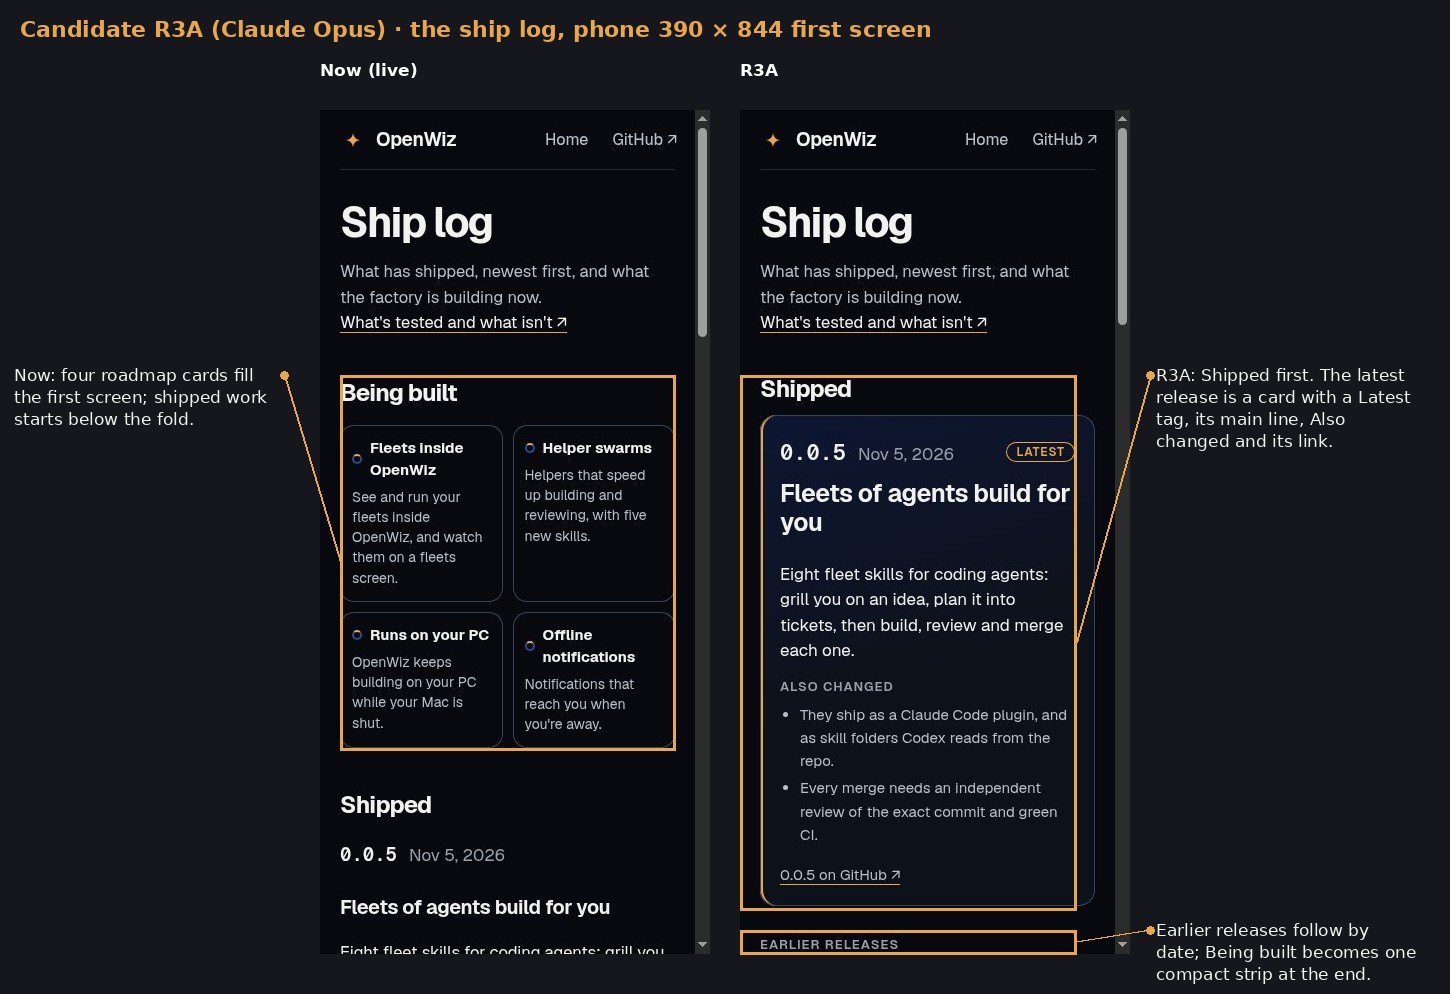 Candidate R3A (Claude Opus) · the ship log, phone 390 × 844 first screen
Now (live)
OpenWiz
Home
GitHub ↗
Ship log
What has shipped, newest first, and what
the factory is building now.
What's tested and what isn't ↗
Now: four roadmap cards fill
the first screen; shipped work
starts below the fold.
Being built
Fleets inside
OpenWiz
See and run your
fleets inside
OpenWiz, and watch
them on a fleets
screen.
Helper swarms
Helpers that speed
up building and
reviewing, with five
new skills.
Runs on your PC
OpenWiz keeps
building on your PC
while your Mac is
shut.
Offline
notifications
Notifications that
reach you when
you're away.
Shipped
0.0.5 Nov 5, 2026
Fleets of agents build for you
Eight fleet skills for coding agents: grill you
R3A
OpenWiz
Home
GitHub ↗
Ship log
What has shipped, newest first, and what
the factory is building now.
What's tested and what isn't ↗
Shipped
0.0.5 Nov 5, 2026
LATEST
Fleets of agents build for
you
Eight fleet skills for coding agents:
grill you on an idea, plan it into
tickets, then build, review and merge
each one.
ALSO CHANGED
• They ship as a Claude Code plugin, and
as skill folders Codex reads from the
repo.
• Every merge needs an independent
review of the exact commit and green
CI.
0.0.5 on GitHub ↗
EARLIER RELEASES
R3A: Shipped first. The latest
release is a card with a Latest
tag, its main line, Also
changed and its link.
Earlier releases follow by
date; Being built becomes one
compact strip at the end.